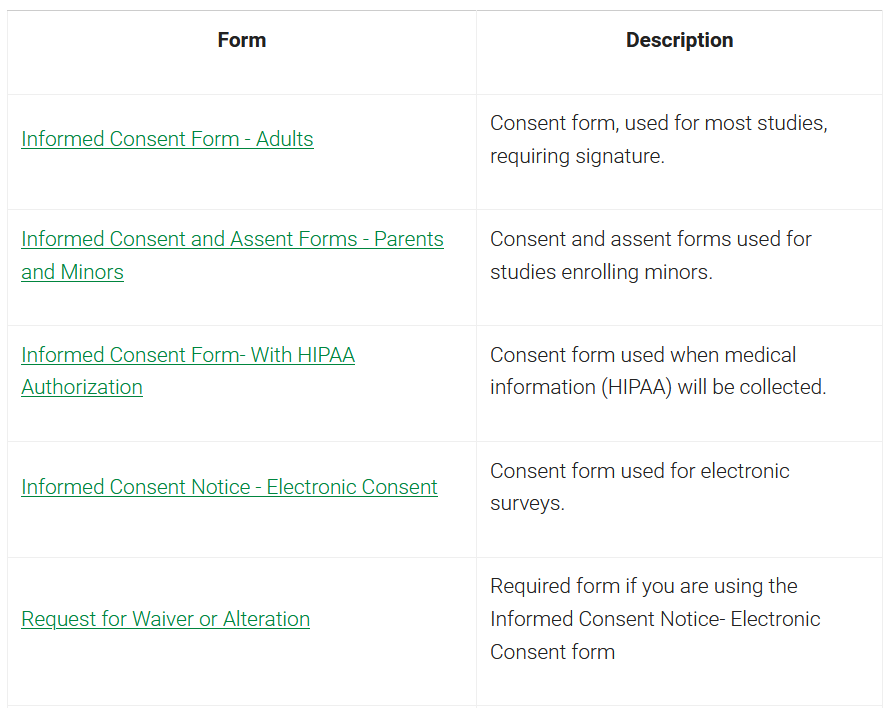 Form
Description
Informed Consent Form - Adults
Consent form, used for most studies,
requiring signature.
Informed Consent and Assent Forms - Parents
and Minors
Consent and assent forms used for
studies enrolling minors.
Informed Consent Form- With HIPAA
Authorization
Consent form used when medical
information (HIPAA) will be collected.
Informed Consent Notice - Electronic Consent
Consent form used for electronic
surveys.
Request for Waiver or Alteration
Required form if you are using the
Informed Consent Notice- Electronic
Consent form